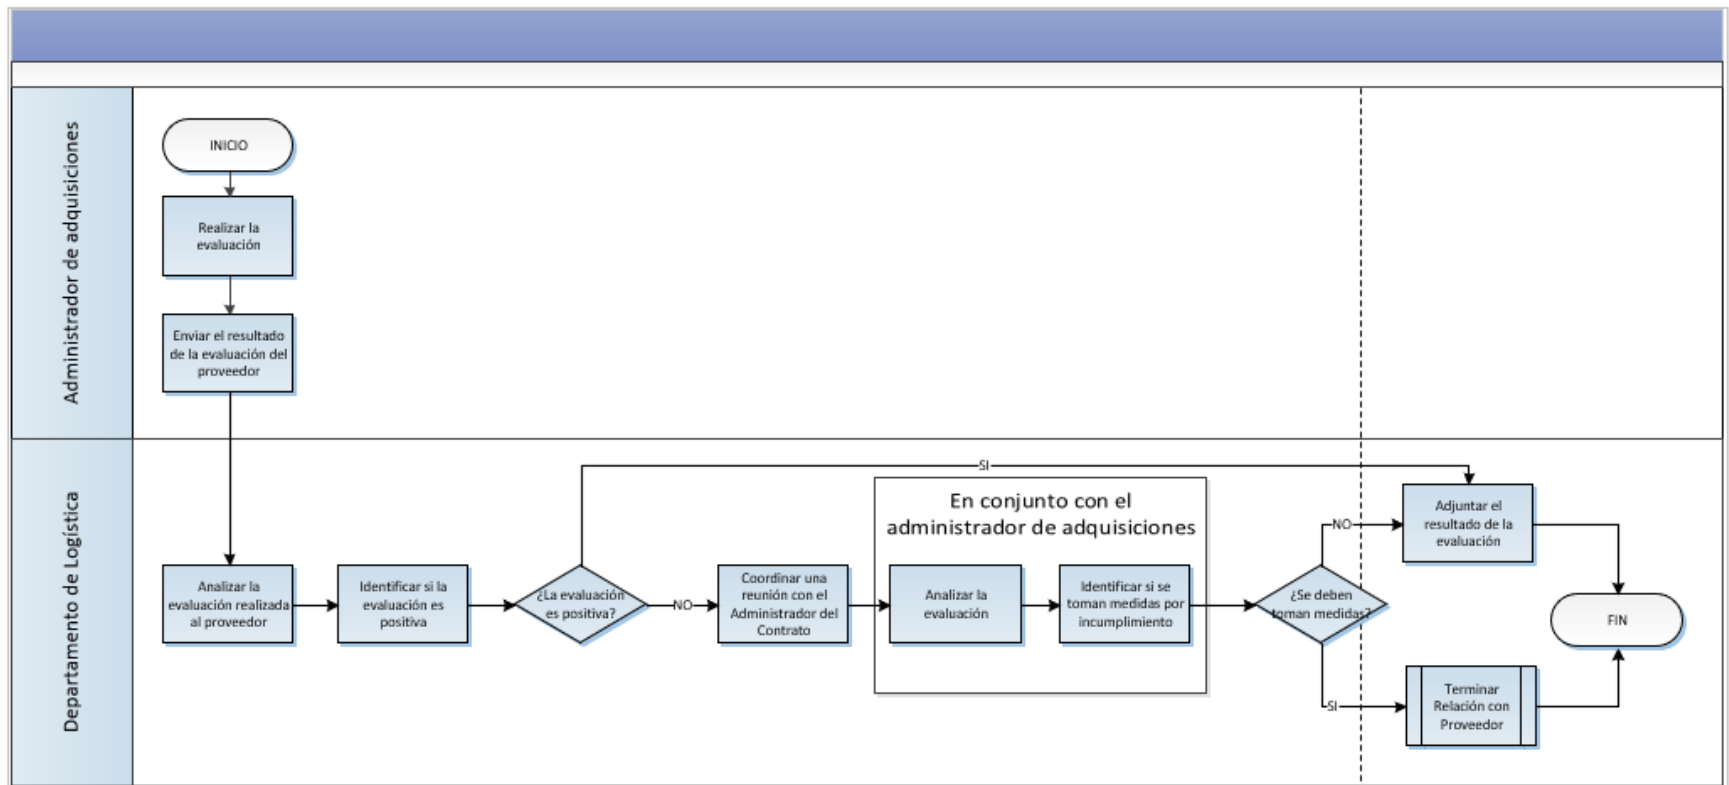 Administrador de adquisiciones
INICIO
Realizar la
evaluación
Enviar el resultado
de la evaluación del
proveedor
Departamento de Logística
Analizar la
evaluación realizada
al proveedor
Identificar si la
evaluación es
positiva
¿La evaluación
es positiva?
SI
NO
Coordinar una
reunión con el
Administrador del
Contrato
En conjunto con el
administrador de adquisiciones
Analizar la
evaluación
Identificar si se
toman medidas por
incumplimiento
¿Se deben
toman medidas?
NO
Adjuntar el
resultado de la
evaluación
SI
Terminar
Relación con
Proveedor
FIN